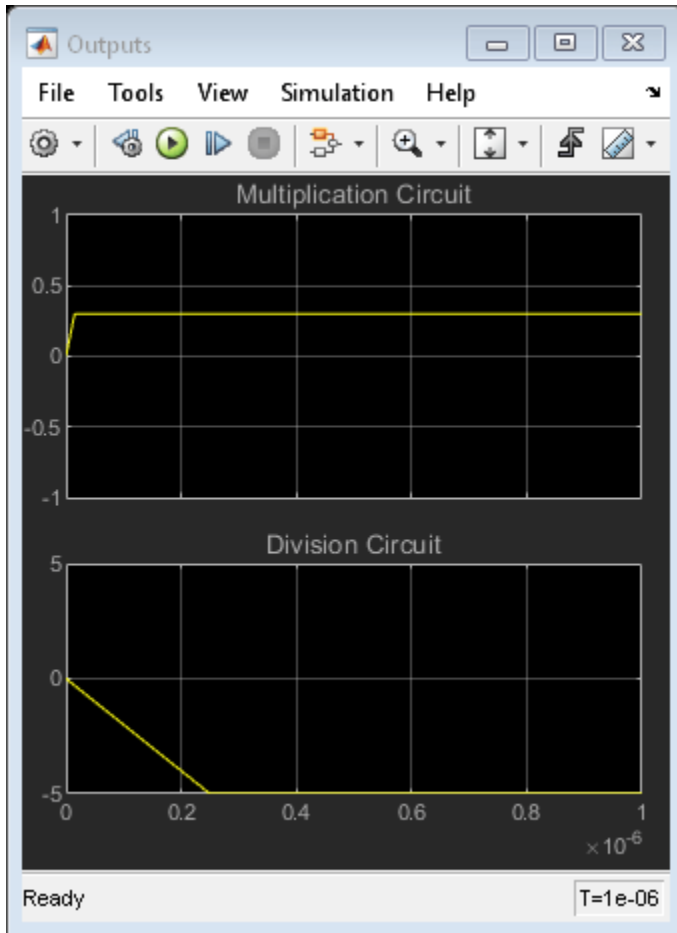 Outputs
File Tools View Simulation Help
Multiplication Circuit
1
0.5
0
-0.5
-1
Division Circuit
5
0
-5
0 0.2 0.4 0.6 0.8 1
×10-6
Ready T=1e-06